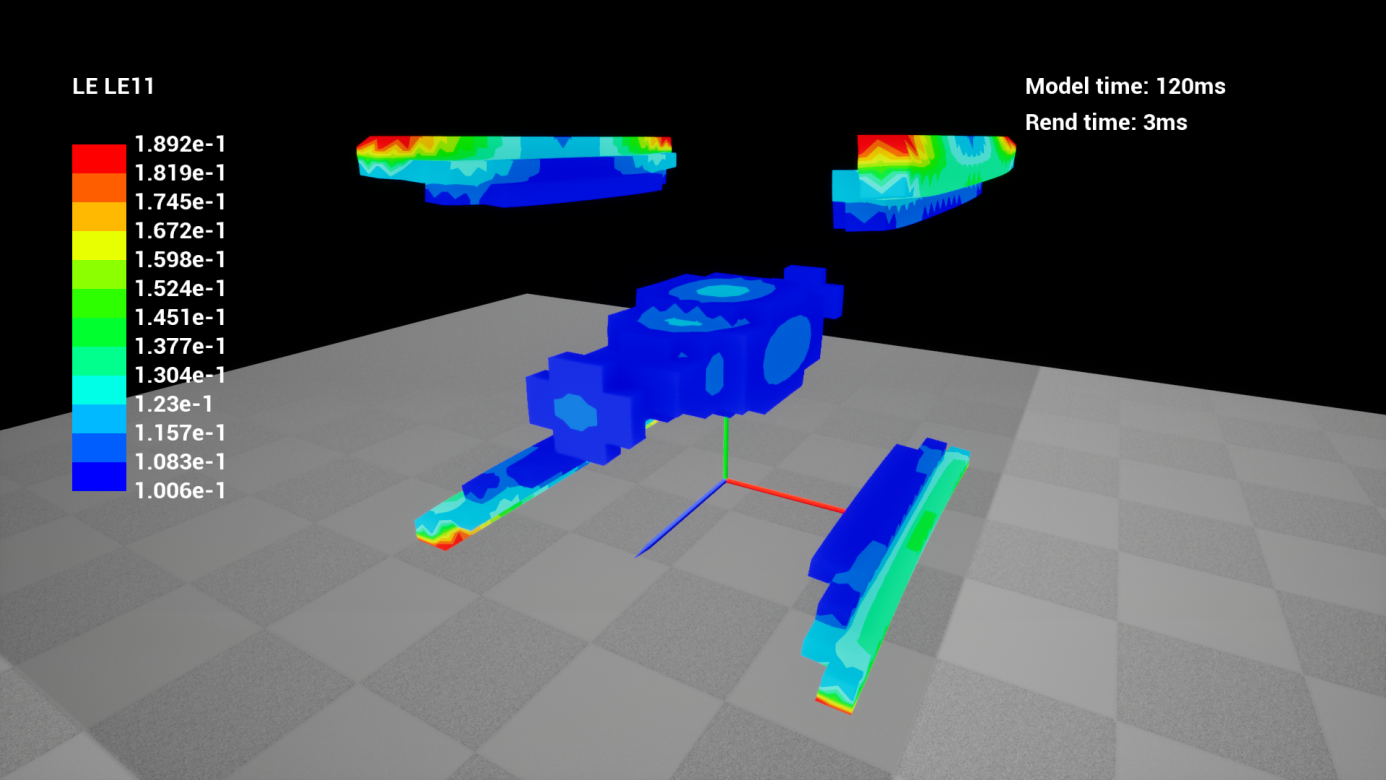 LE LE11
Model time: 120ms
Rend time: 3ms
1.892e-1
1.819e-1
1.745e-1
1.672e-1
1.598e-1
1.524e-1
1.451e-1
1.377e-1
1.304e-1
1.23e-1
1.157e-1
1.083e-1
1.006e-1